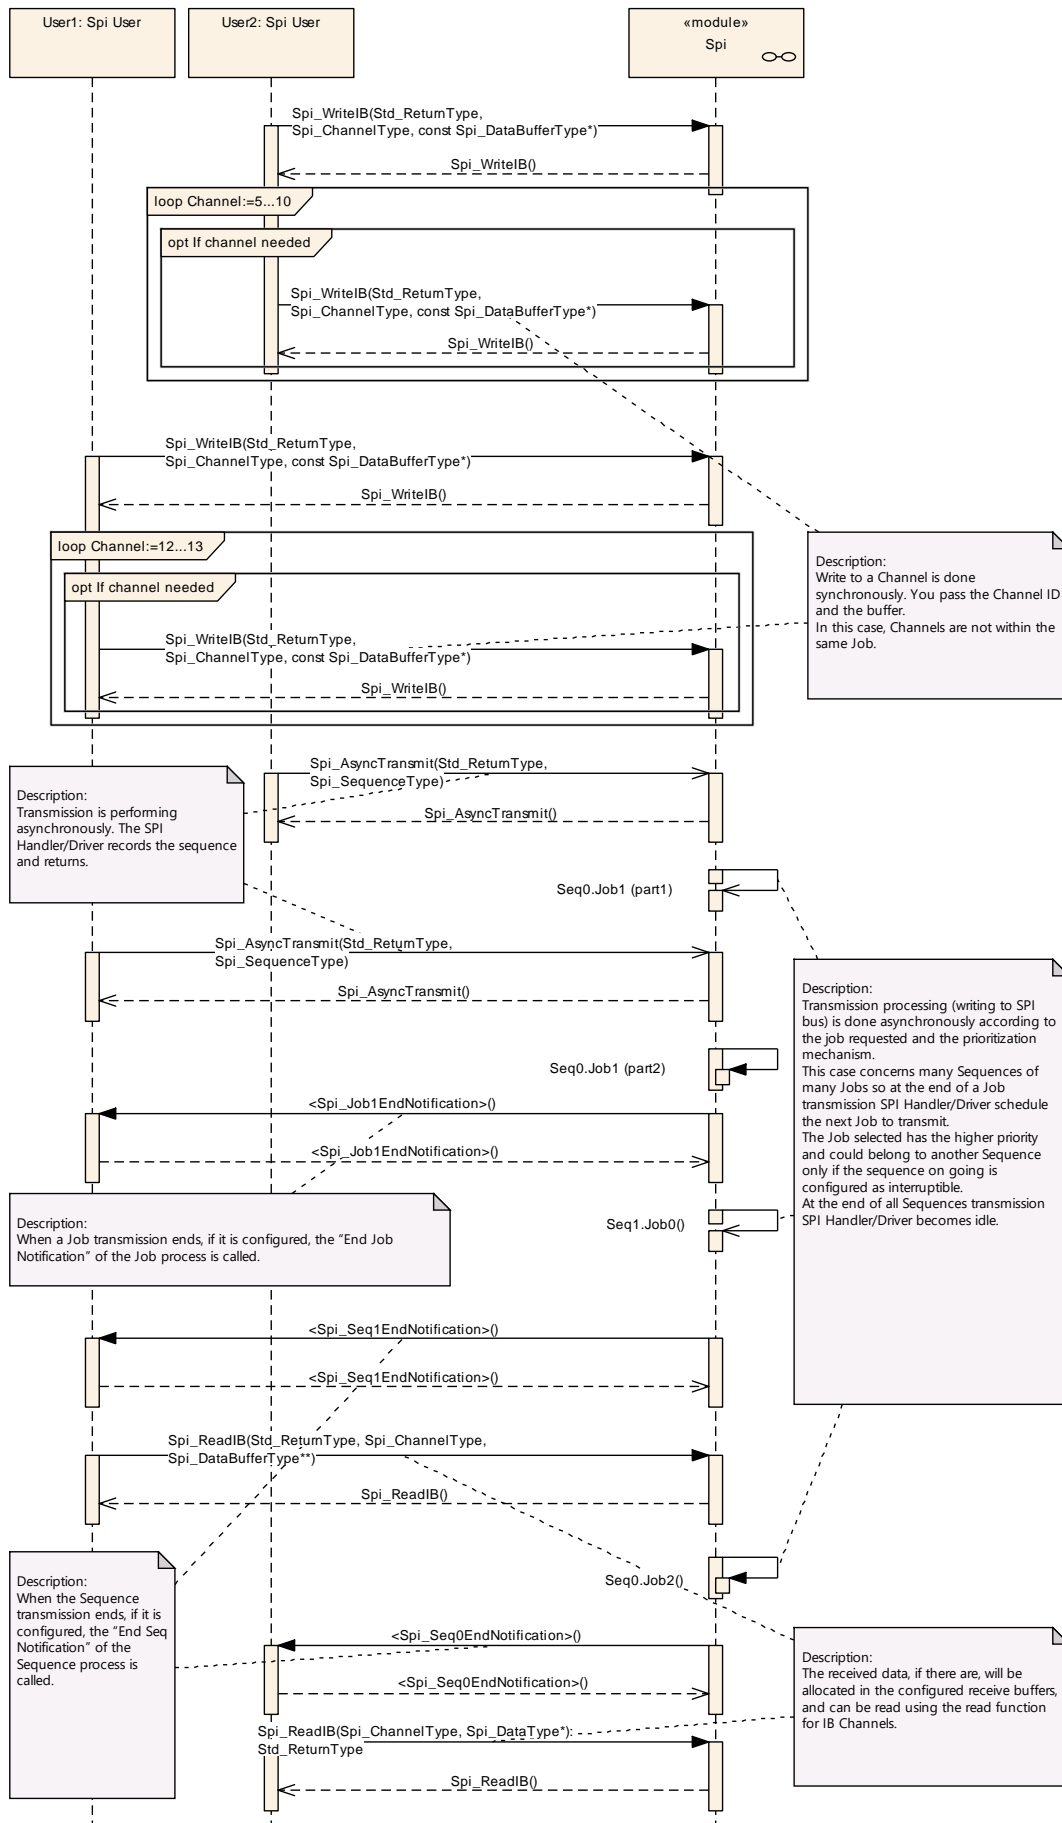 User1: Spi User
User2: Spi User
«module»
Spi
Spi_WriteIB(Std_ReturnType,
Spi_ChannelType, const Spi_DataBufferType*)
Spi_WriteIB()
loop Channel:=5...10
opt If channel needed
Spi_WriteIB(Std_ReturnType,
Spi_ChannelType, const Spi_DataBufferType*)
Spi_WriteIB()
Spi_WriteIB(Std_ReturnType,
Spi_ChannelType, const Spi_DataBufferType*)
Spi_WriteIB()
loop Channel:=12...13
opt If channel needed
Spi_WriteIB(Std_ReturnType,
Spi_ChannelType, const Spi_DataBufferType*)
Spi_WriteIB()
Description:
Write to a Channel is done
synchronously. You pass the Channel ID
and the buffer.
In this case, Channels are not within the
same Job.
Spi_AsyncTransmit(Std_ReturnType,
Spi_SequenceType)
Spi_AsyncTransmit()
Description:
Transmission is performing
asynchronously. The SPI
Handler/Driver records the sequence
and returns.
Seq0.Job1 (part1)
Spi_AsyncTransmit(Std_ReturnType,
Spi_SequenceType)
Spi_AsyncTransmit()
Description:
Transmission processing (writing to SPI
bus) is done asynchronously according to
the job requested and the prioritization
mechanism.
This case concerns many Sequences of
many Jobs so at the end of a Job
transmission SPI Handler/Driver schedule
the next Job to transmit.
The Job selected has the higher priority
and could belong to another Sequence
only if the sequence on going is
configured as interruptible.
At the end of all Sequences transmission
SPI Handler/Driver becomes idle.
Seq0.Job1 (part2)
<Spi_Job1EndNotification>()
<Spi_Job1EndNotification>()
Description:
When a Job transmission ends, if it is configured, the “End Job
Notification” of the Job process is called.
Seq1.Job0()
<Spi_Seq1EndNotification>()
<Spi_Seq1EndNotification>()
Spi_ReadIB(Std_ReturnType, Spi_ChannelType,
Spi_DataBufferType**)
Spi_ReadIB()
Description:
When the Sequence
transmission ends, if it is
configured, the “End Seq
Notification” of the
Sequence process is
called.
Seq0.Job2()
<Spi_Seq0EndNotification>()
<Spi_Seq0EndNotification>()
Description:
The received data, if there are, will be
allocated in the configured receive buffers,
and can be read using the read function
for IB Channels.
Spi_ReadIB(Spi_ChannelType, Spi_DataType*):
Std_ReturnType
Spi_ReadIB()